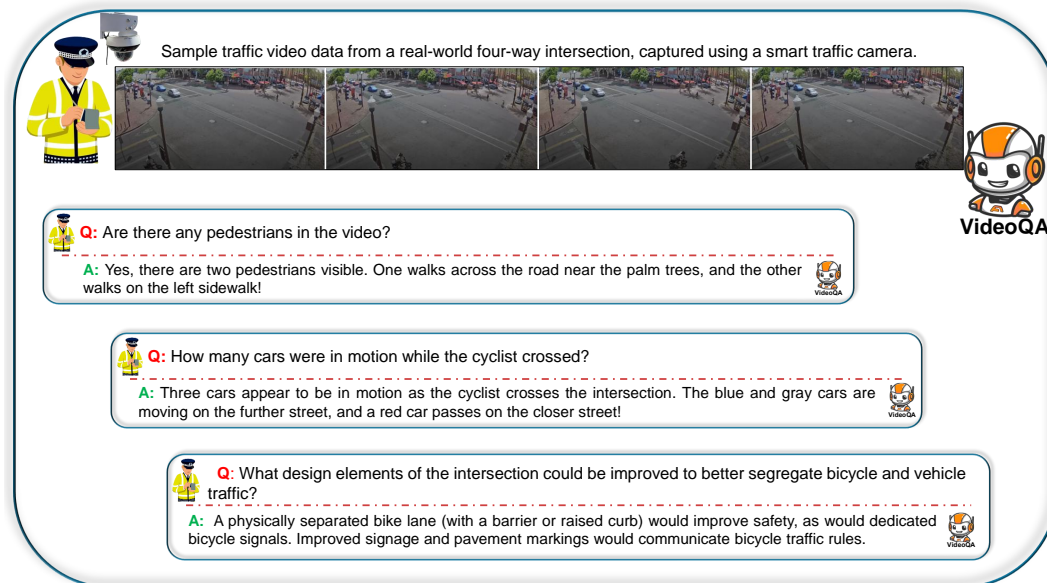 Sample traffic video data from a real-world four-way intersection, captured using a smart traffic camera.
VideoQA
Q: Are there any pedestrians in the video?
A: Yes, there are two pedestrians visible. One walks across the road near the palm trees, and the other
walks on the left sidewalk!
VideoQA
Q: How many cars were in motion while the cyclist crossed?
A: Three cars appear to be in motion as the cyclist crosses the intersection. The blue and gray cars are
moving on the further street, and a red car passes on the closer street!
VideoQA
Q: What design elements of the intersection could be improved to better segregate bicycle and vehicle
traffic?
A: A physically separated bike lane (with a barrier or raised curb) would improve safety, as would dedicated
bicycle signals. Improved signage and pavement markings would communicate bicycle traffic rules.
VideoQA